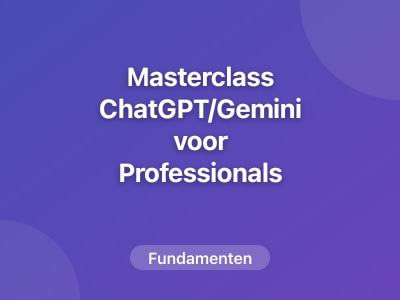 Masterclass
ChatGPT/Gemini
voor
Professionals
Fundamenten